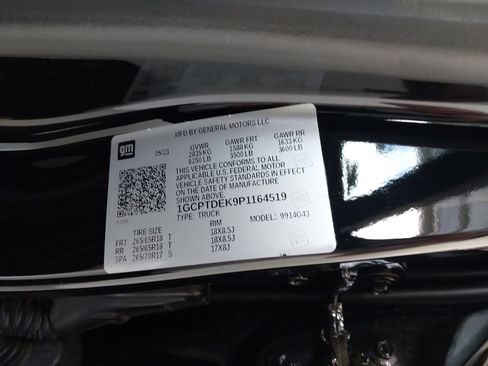 MFD BY GENERAL MOTORS LLC
gm
05/23
GVWR GAWR FRT GAWR RR
2835 KG 1588 KG 1633 KG
6250 LB 3500 LB 3600 LB
THIS VEHICLE CONFORMS TO ALL
APPLICABLE U.S. FEDERAL MOTOR
VEHICLE SAFETY STANDARDS IN EFFECT
ON THE DATE OF MANUFACTURE
SHOWN ABOVE.
1GCPTDEK9P1164519
TYPE: TRUCK MODEL: 9914G43
TIRE SIZE RIM
FRT 265/65R18 T 18X8.5J
RR 265/65R18 T 18X8.5J
SPA 265/70R17 S 17X8J